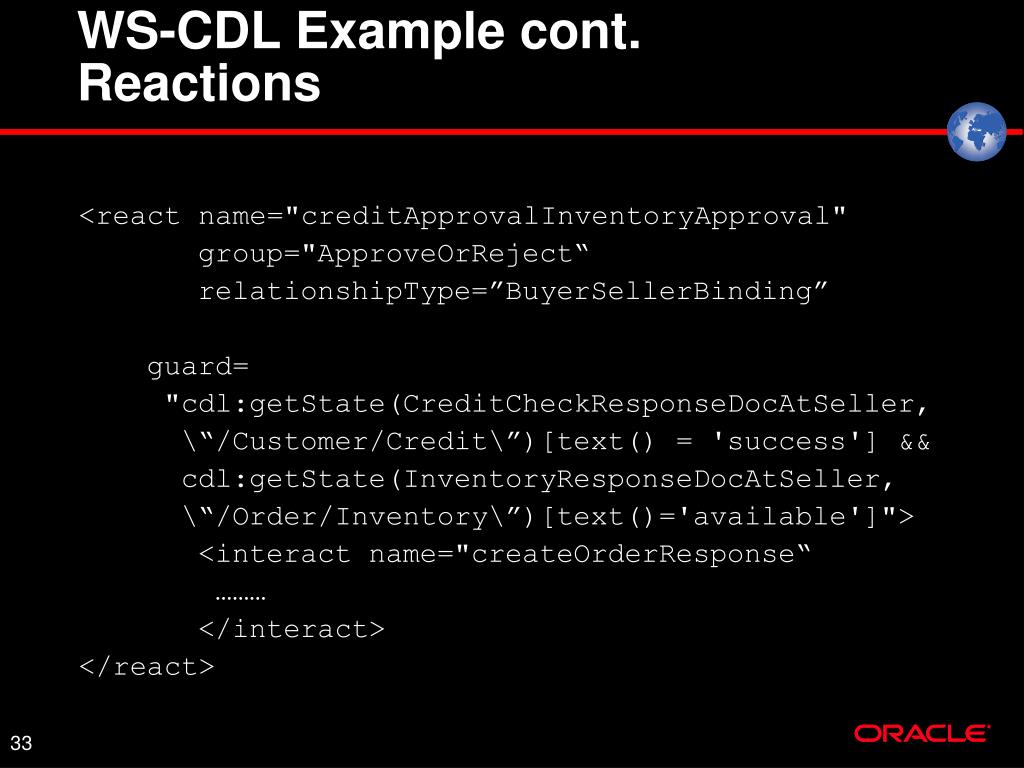 WS-CDL Example cont.
Reactions
<react name="creditApprovalInventoryApproval"
group="ApproveOrReject“
relationshipType=”BuyerSellerBinding”
guard=
"cdl:getState(CreditCheckResponseDocAtSeller,
\“/Customer/Credit\”)[text() = 'success'] &&
cdl:getState(InventoryResponseDocAtSeller,
\“/Order/Inventory\”)[text()='available']">
<interact name="createOrderResponse“
………
</interact>
</react>
33
ORACLE